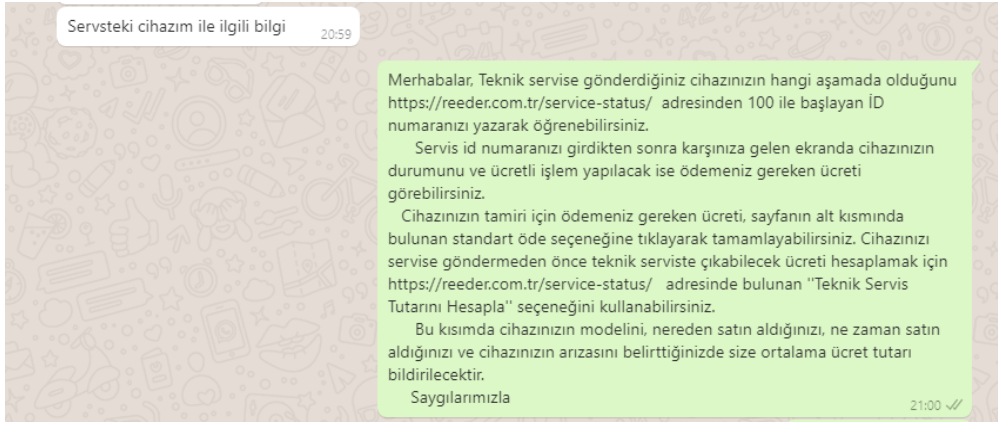 Servsteki cihazım ile ilgili bilgi
20:59
Merhabalar, Teknik servise gönderdiğiniz cihazınızın hangi aşamada olduğunu
https://reeder.com.tr/service-status/ adresinden 100 ile başlayan İD
numaranızı yazarak öğrenebilirsiniz.
Servis id numaranızı girdikten sonra karşınıza gelen ekranda cihazınızın
durumunu ve ücretli işlem yapılacak ise ödemeniz gereken ücreti
görebilirsiniz.
Cihazınızın tamiri için ödemeniz gereken ücreti, sayfanın alt kısmında
bulunan standart öde seçeneğine tıklayarak tamamlayabilirsiniz. Cihazınızı
servise göndermeden önce teknik serviste çıkabilecek ücreti hesaplamak için
https://reeder.com.tr/service-status/ adresinde bulunan ''Teknik Servis
Tutarını Hesapla'' seçeneğini kullanabilirsiniz.
Bu kısımda cihazınızın modelini, nereden satın aldığınızı, ne zaman satın
aldığınızı ve cihazınızın arızasını belirttiğinizde size ortalama ücret tutarı
bildirilecektir.
Saygılarımızla
21:00